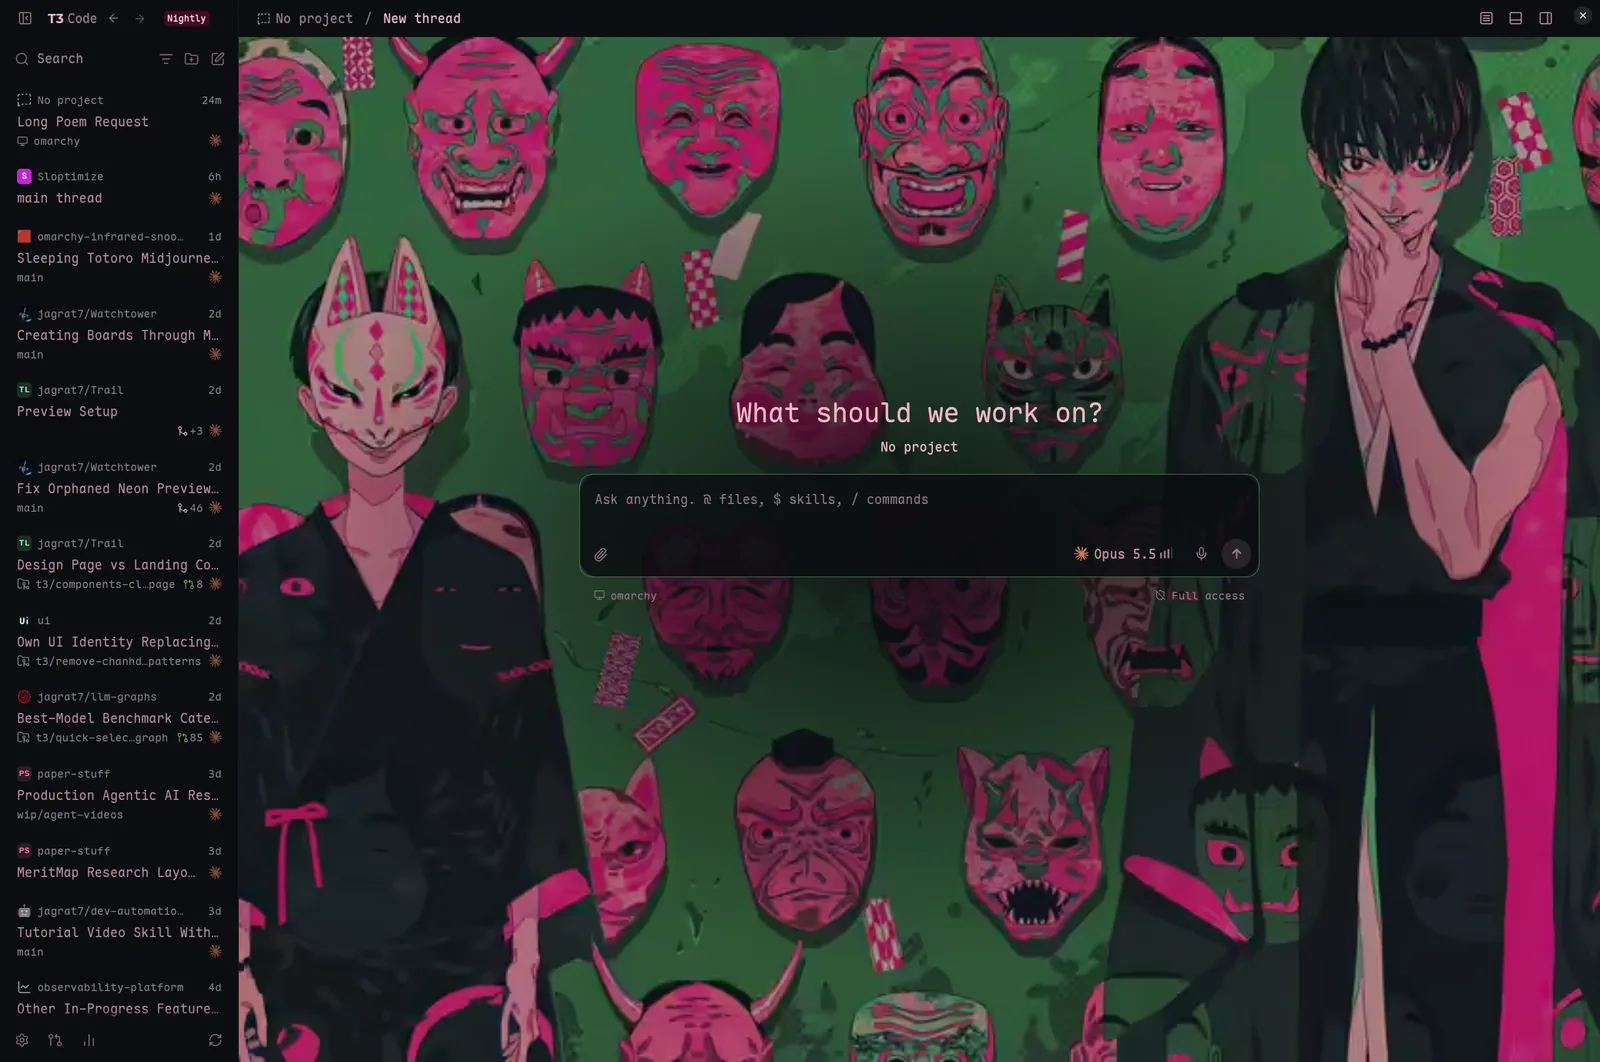 T3 Code Nightly
No project / New thread
Search
No project 24m
Long Poem Request
omarchy
S Sloptimize 6h
main thread
omarchy-infrared-snoo… 1d
Sleeping Totoro Midjourne…
main
jagrat7/Watchtower 2d
Creating Boards Through M…
main
TL jagrat7/Trail 2d
Preview Setup
+3
jagrat7/Watchtower 2d
Fix Orphaned Neon Preview…
main 46
TL jagrat7/Trail 2d
Design Page vs Landing Co…
t3/components-cl…page 8
Ui ui 2d
Own UI Identity Replacing…
t3/remove-chanhd…patterns
jagrat7/llm-graphs 2d
Best-Model Benchmark Cate…
t3/quick-selec…graph 85
PS paper-stuff 3d
Production Agentic AI Res…
wip/agent-videos
PS paper-stuff 3d
MeritMap Research Layo…
jagrat7/dev-automatio… 3d
Tutorial Video Skill With…
main
observability-platform 4d
Other In-Progress Feature…
What should we work on?
No project
Ask anything. @ files, $ skills, / commands
Opus 5.5
omarchy
Full access